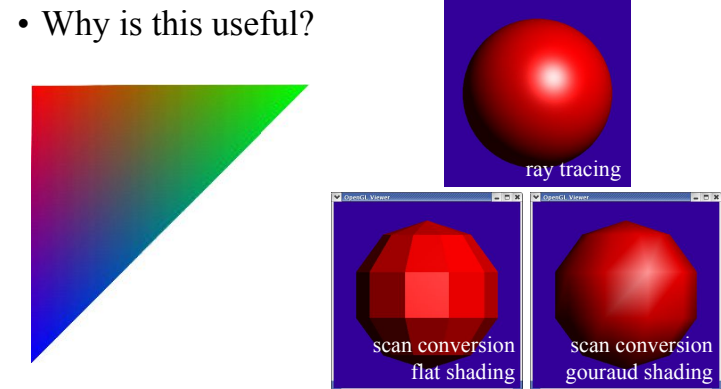 • Why is this useful?
ray tracing
OpenGL Viewer
scan conversion
flat shading
OpenGL Viewer
scan conversion
gouraud shading